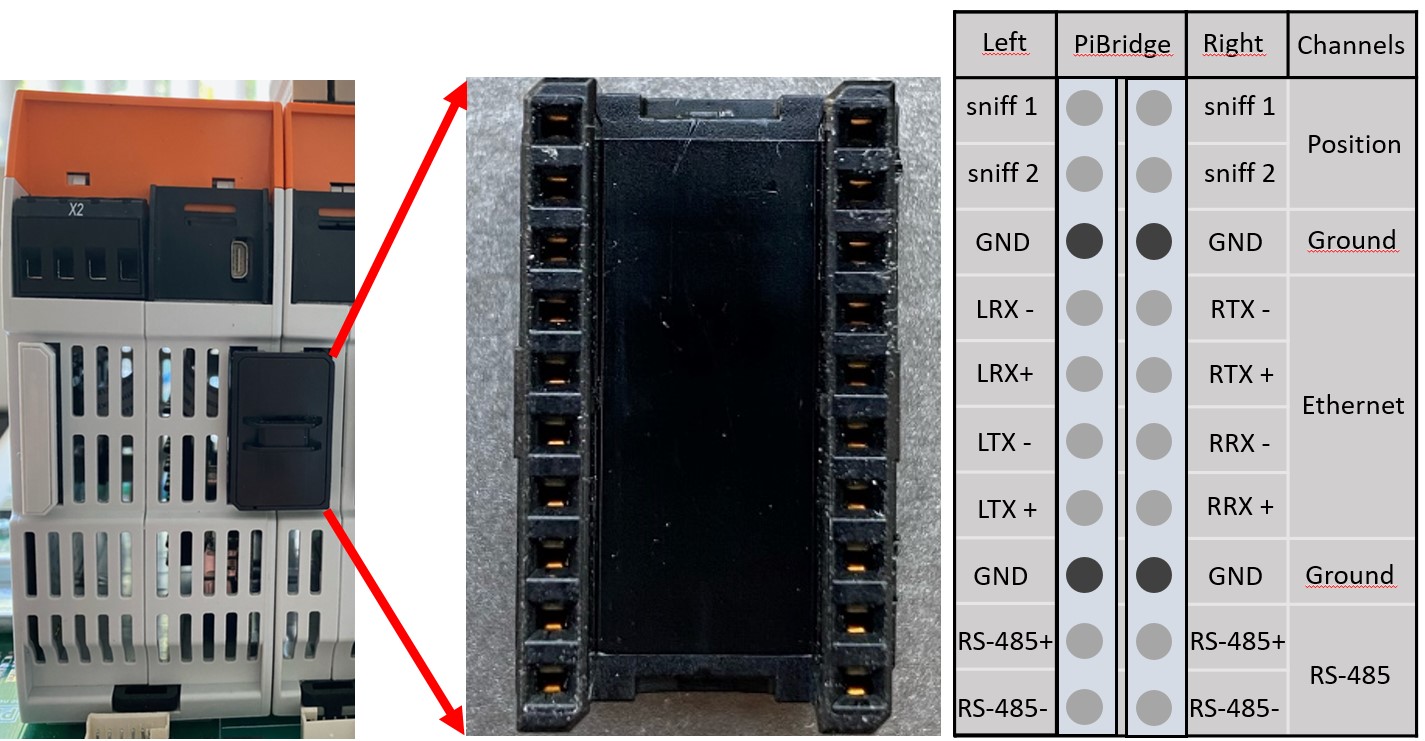 X2
Left PiBridge Right Channels
sniff 1 sniff 1
Position
sniff 2 sniff 2
GND GND Ground
LRX - RTX -
LRX+ RTX +
Ethernet
LTX - RRX -
LTX + RRX +
GND GND Ground
RS-485+ RS-485+
RS-485
RS-485- RS-485-